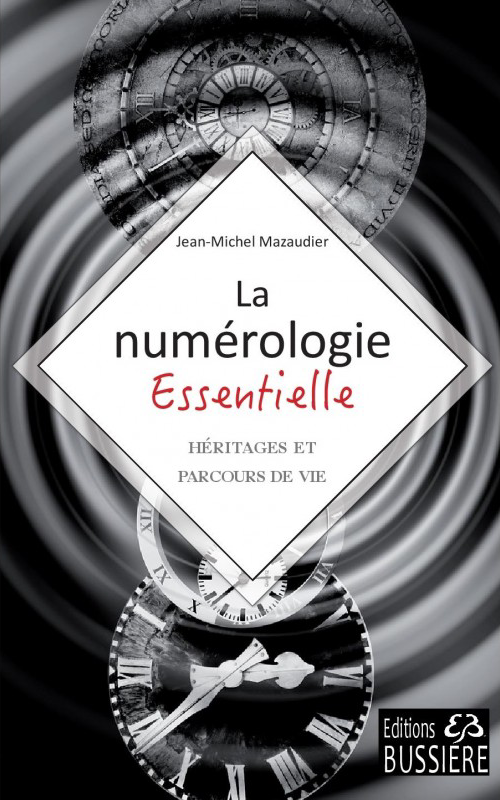 Jean-Michel Mazaudier
La
numérologie
Essentielle
HÉRITAGES ET
PARCOURS DE VIE
Editions
BUSSIÈRE